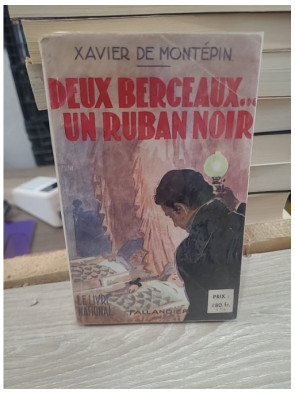 XAVIER DE MONTÉPIN
DEUX BERCEAUX...
UN RUBAN NOIR
LE LIVRE
NATIONAL
TALLANDIER
PRIX :
180 fr.